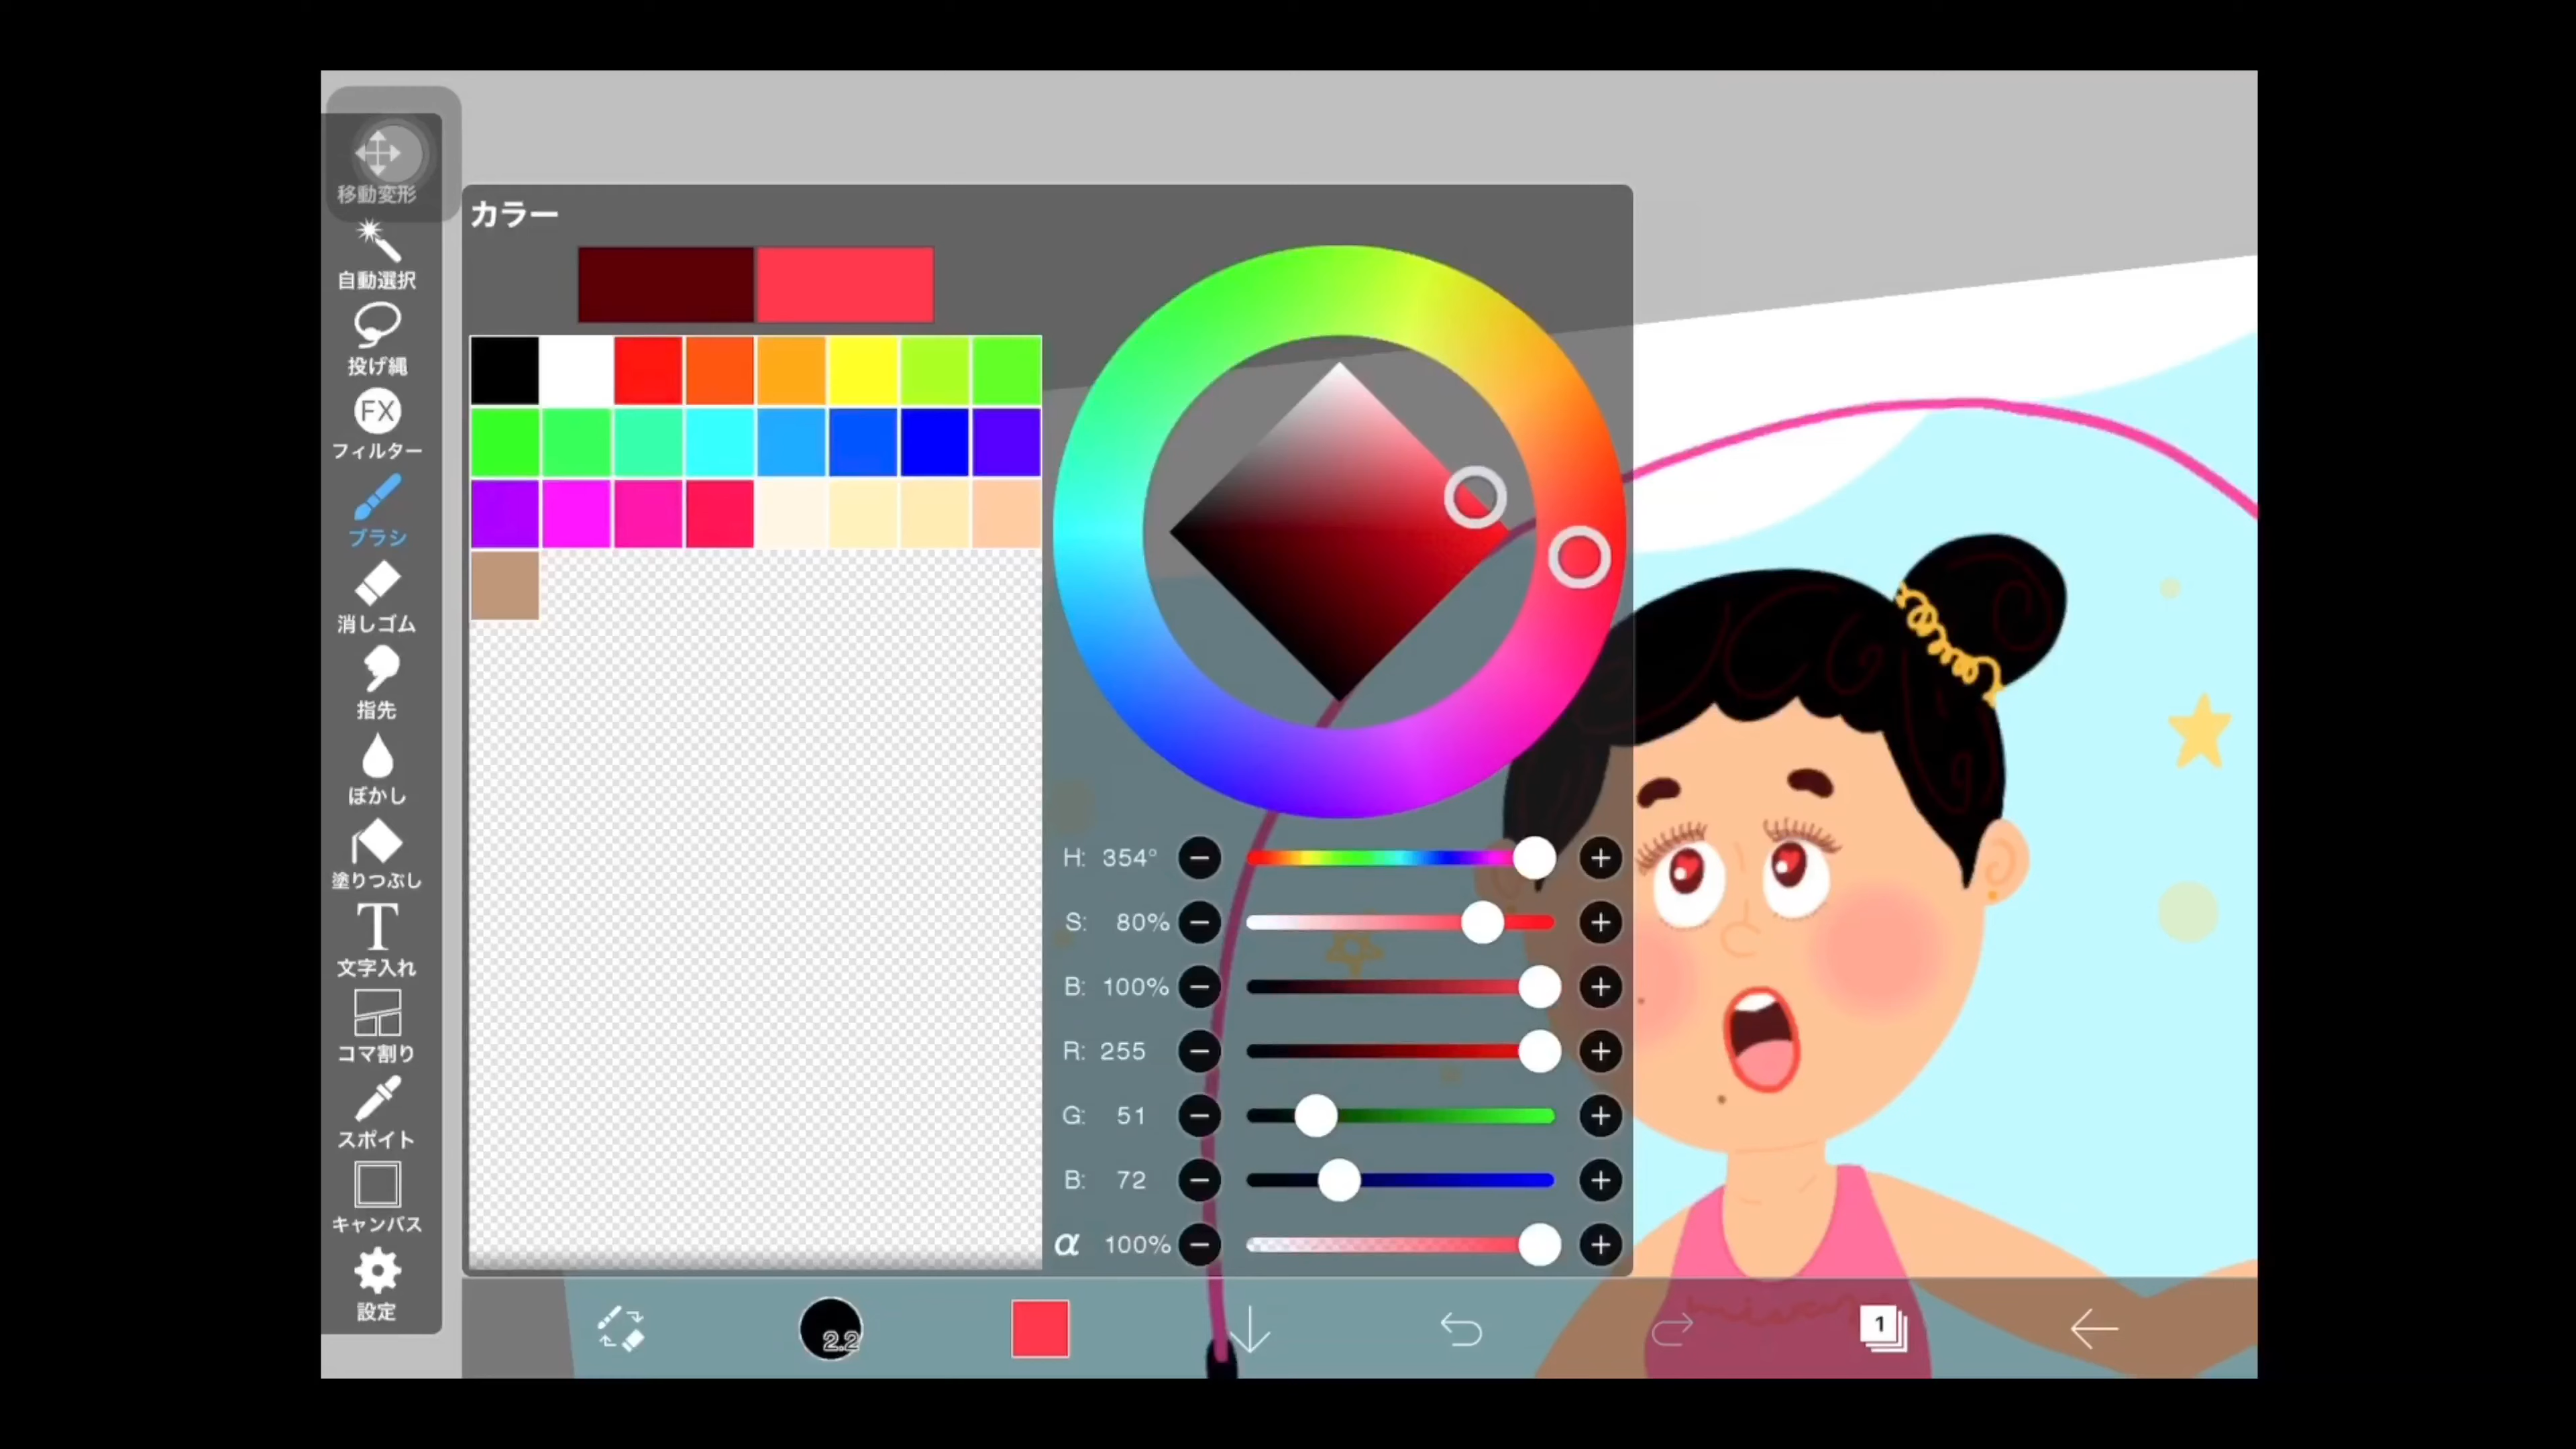 移動変形
自動選択
投げ縄
FX
フィルター
ブラシ
消しゴム
指先
ぼかし
塗りつぶし
T
文字入れ
コマ割り
スポイト
キャンバス
設定
カラー
H: 354°
S: 80%
B: 100%
R: 255
G: 51
B: 72
α 100%
2.2
1